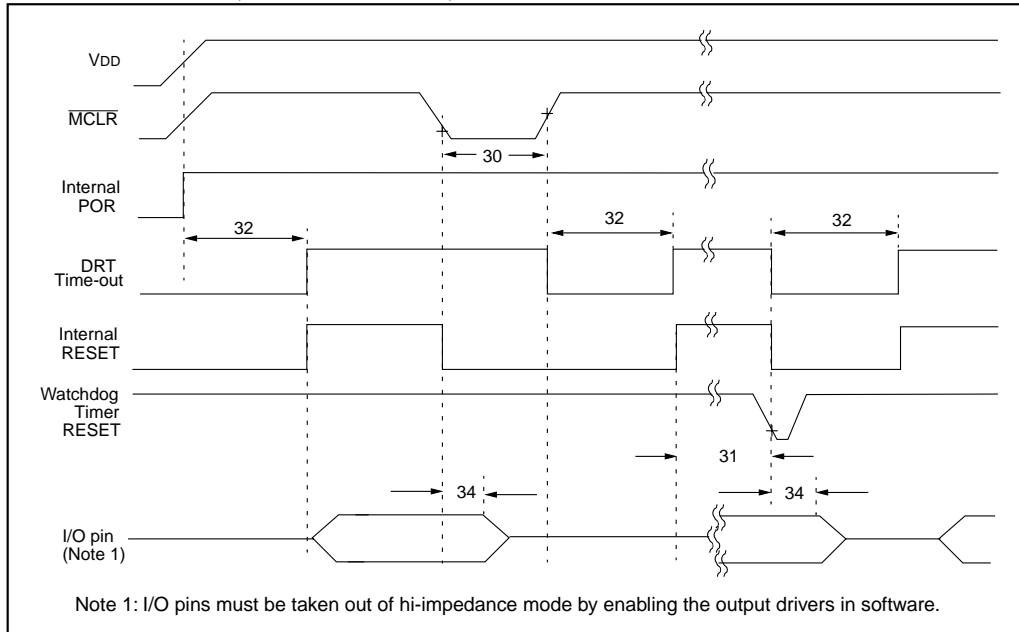 VDD
MCLR
30
Internal
POR
32
32
32
DRT
Time-out
Internal
RESET
Watchdog
Timer
RESET
31
34
34
I/O pin
(Note 1)
Note 1: I/O pins must be taken out of hi-impedance mode by enabling the output drivers in software.